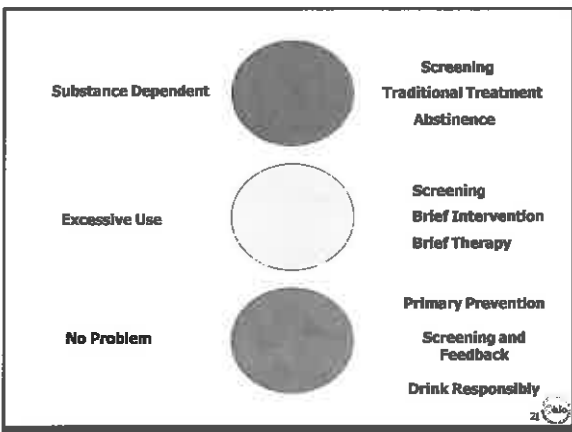 Substance Dependent
Screening
Traditional Treatment
Abstinence
Excessive Use
Screening
Brief Intervention
Brief Therapy
No Problem
Primary Prevention
Screening and
Feedback
Drink Responsibly
21